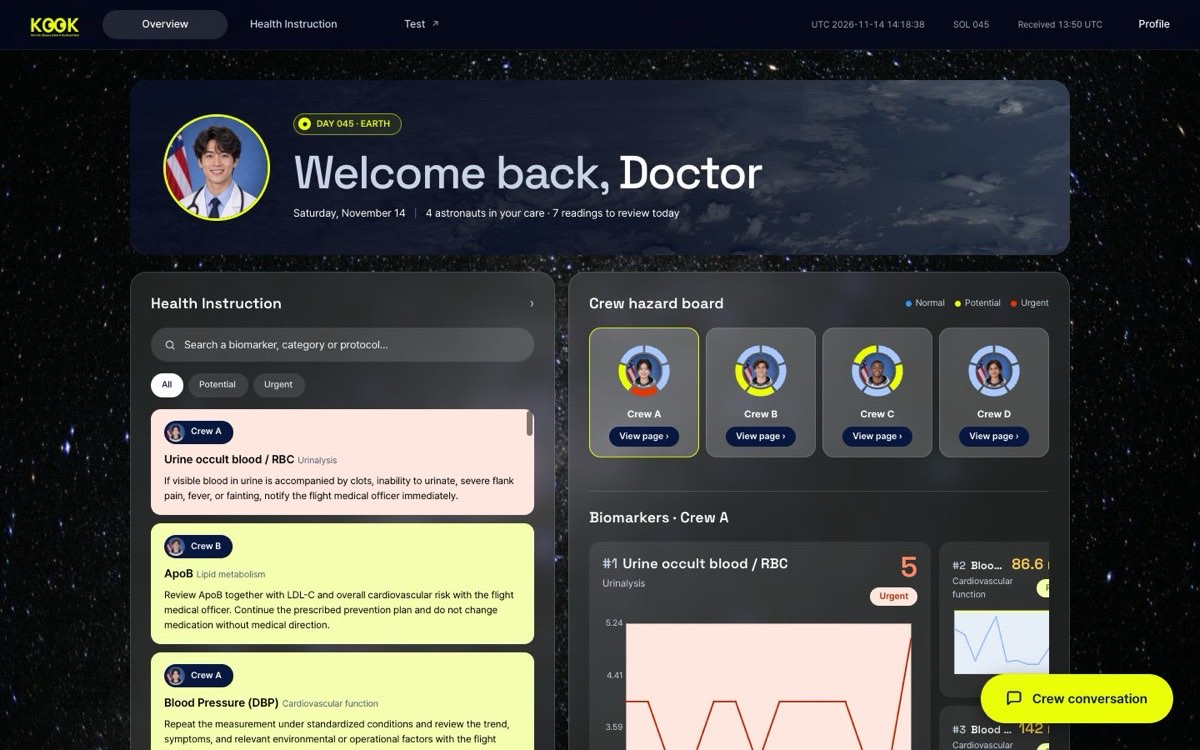 KOOK
Overview
Health Instruction
Test ↗
UTC 2026-11-14 14:18:38
SOL 045
Received 13:50 UTC
Profile
DAY 045 · EARTH
Welcome back, Doctor
Saturday, November 14 | 4 astronauts in your care · 7 readings to review today
Health Instruction ›
Search a biomarker, category or protocol...
All
Potential
Urgent
Crew A
Urine occult blood / RBC Urinalysis
If visible blood in urine is accompanied by clots, inability to urinate, severe flank
pain, fever, or fainting, notify the flight medical officer immediately.
Crew B
ApoB Lipid metabolism
Review ApoB together with LDL-C and overall cardiovascular risk with the flight
medical officer. Continue the prescribed prevention plan and do not change
medication without medical direction.
Crew A
Blood Pressure (DBP) Cardiovascular function
Repeat the measurement under standardized conditions and review the trend,
symptoms, and relevant environmental or operational factors with the flight
Crew hazard board
Normal
Potential
Urgent
Crew A
View page ›
Crew B
View page ›
Crew C
View page ›
Crew D
View page ›
Biomarkers · Crew A
#1 Urine occult blood / RBC
5
Urinalysis
Urgent
5.24
4.41
3.59
#2 Bloo... 86.6
Cardiovascular
function
#3 Blood ... 142
Cardiovascular
Crew conversation